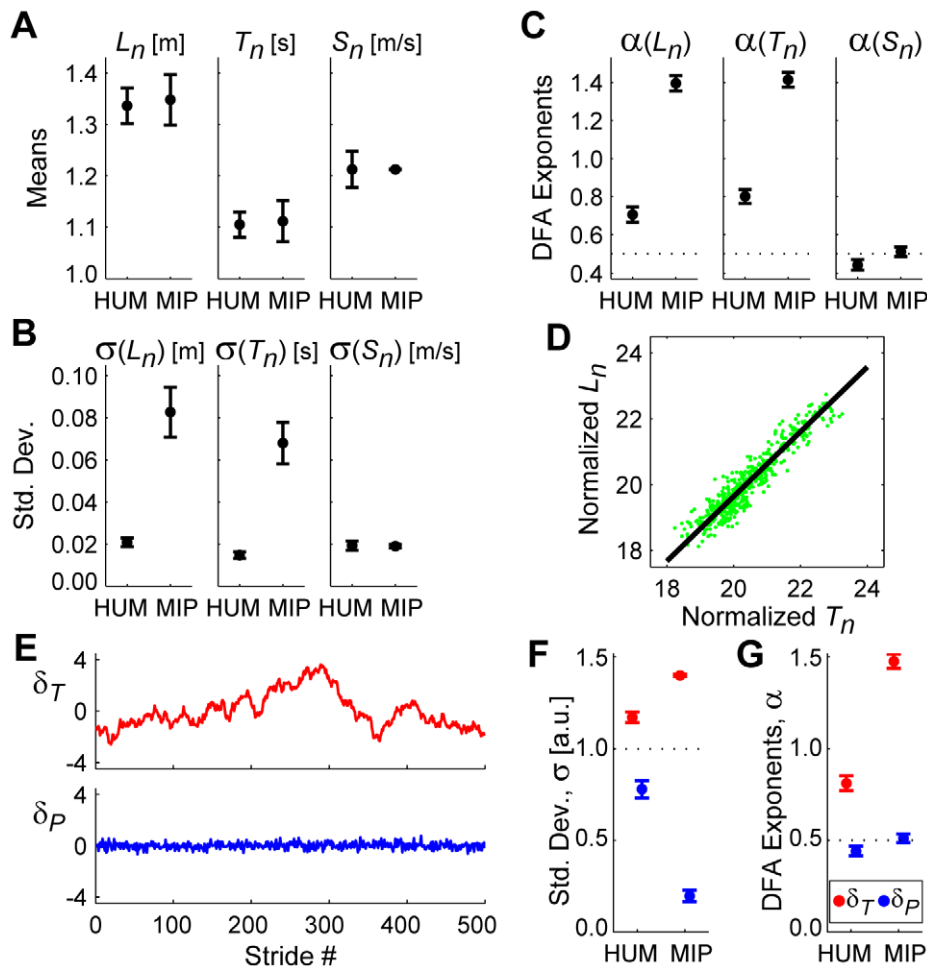 A
L_n [m] T_n [s] S_n [m/s]
Means
1.4
1.3
1.2
1.1
1.0
HUM MIP HUM MIP HUM MIP
B
σ(L_n) [m] σ(T_n) [s] σ(S_n) [m/s]
Std. Dev.
0.10
0.08
0.06
0.04
0.02
0.00
HUM MIP HUM MIP HUM MIP
C
α(L_n) α(T_n) α(S_n)
DFA Exponents
1.4
1.2
1.0
0.8
0.6
0.4
HUM MIP HUM MIP HUM MIP
D
Normalized L_n
24
22
20
18
18 20 22 24
Normalized T_n
E
δ_T
4
0
-4
δ_P
4
0
-4
0 100 200 300 400 500
Stride #
F
Std. Dev., σ [a.u.]
1.5
1.0
0.5
0.0
HUM MIP
G
DFA Exponents, α
1.5
1.0
0.5
0.0
δ_T δ_P
HUM MIP